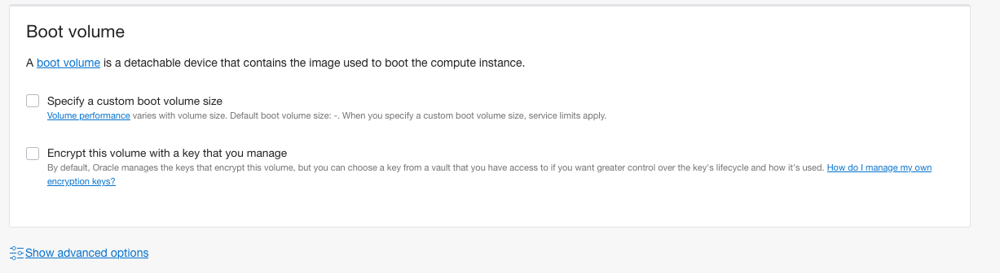 Boot volume
A boot volume is a detachable device that contains the image used to boot the compute instance.
Specify a custom boot volume size
Volume performance varies with volume size. Default boot volume size: -. When you specify a custom boot volume size, service limits apply.
Encrypt this volume with a key that you manage
By default, Oracle manages the keys that encrypt this volume, but you can choose a key from a vault that you have access to if you want greater control over the key's lifecycle and how it's used. How do I manage my own
encryption keys?
Show advanced options